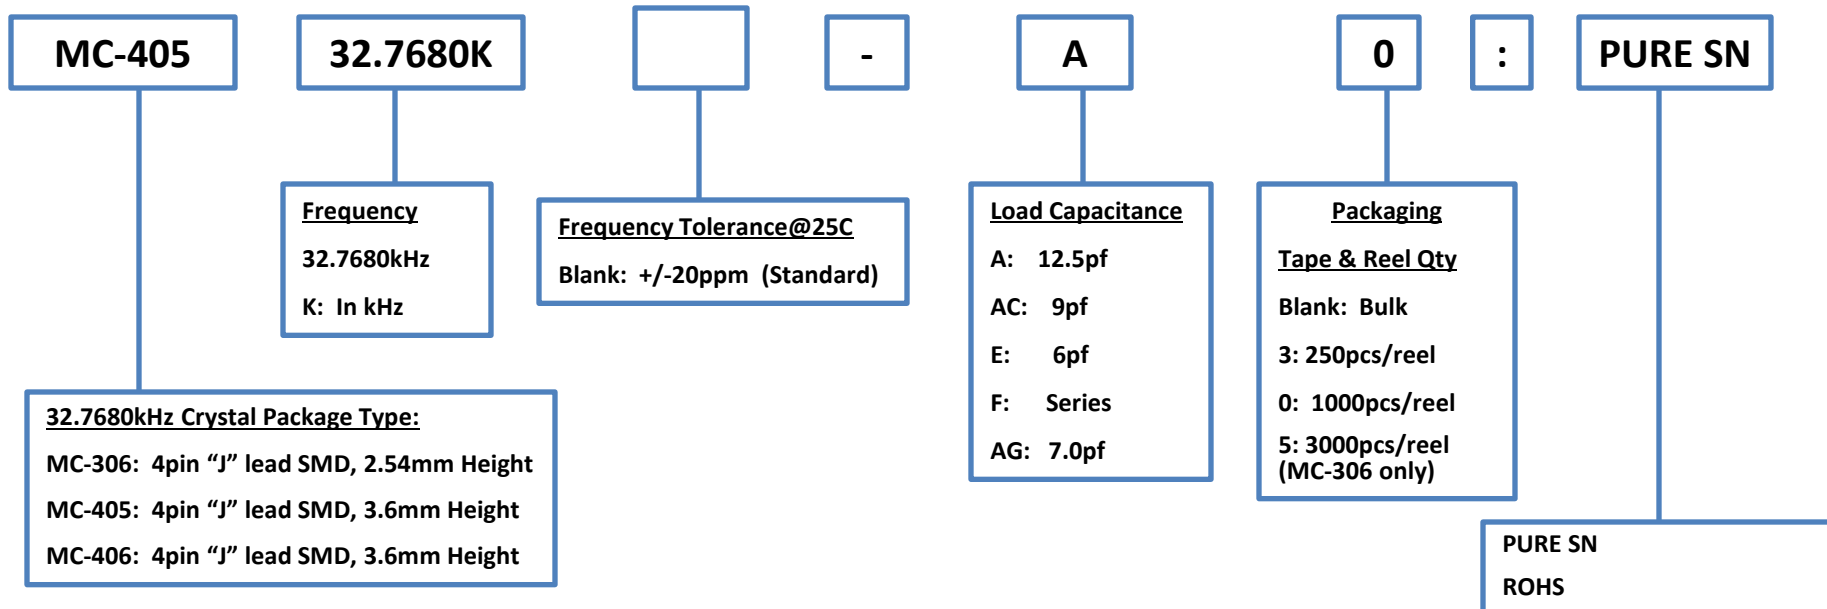 MC-405 32.7680K - A 0 : PURE SN
Frequency
32.7680kHz
K: In kHz
Frequency Tolerance@25C
Blank: +/-20ppm (Standard)
Load Capacitance
A: 12.5pf
AC: 9pf
E: 6pf
F: Series
AG: 7.0pf
Packaging
Tape & Reel Qty
Blank: Bulk
3: 250pcs/reel
0: 1000pcs/reel
5: 3000pcs/reel
(MC-306 only)
32.7680kHz Crystal Package Type:
MC-306: 4pin “J” lead SMD, 2.54mm Height
MC-405: 4pin “J” lead SMD, 3.6mm Height
MC-406: 4pin “J” lead SMD, 3.6mm Height
PURE SN
ROHS